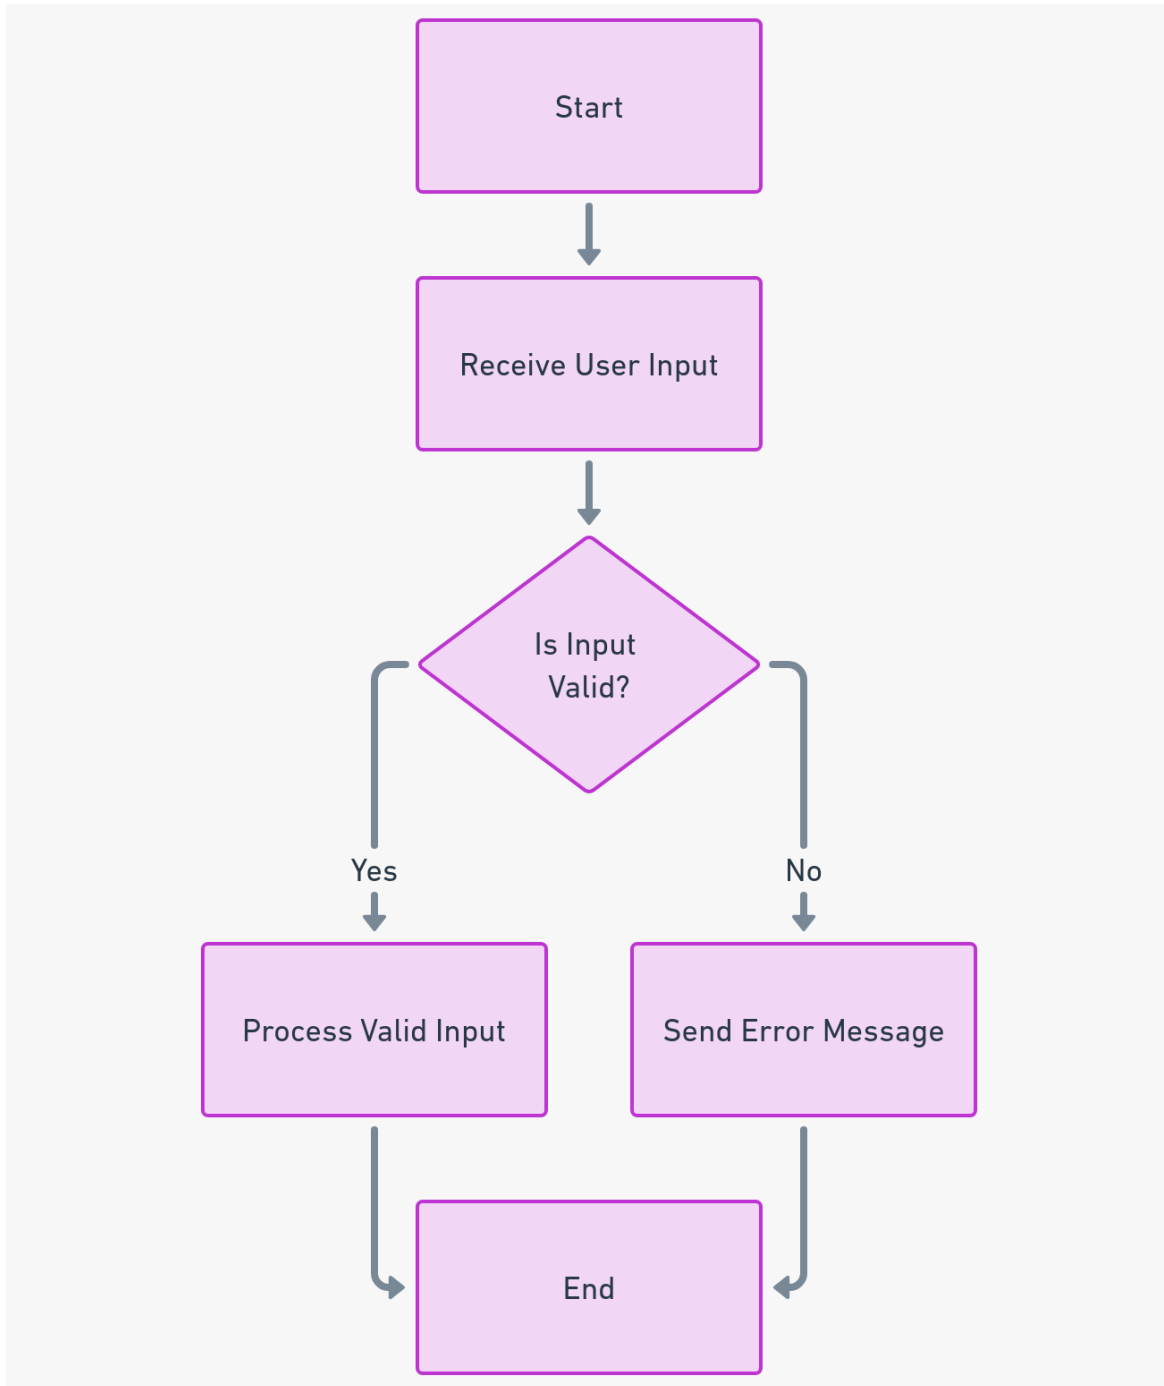 Start
Receive User Input
Is Input
Valid?
Yes
No
Process Valid Input
Send Error Message
End